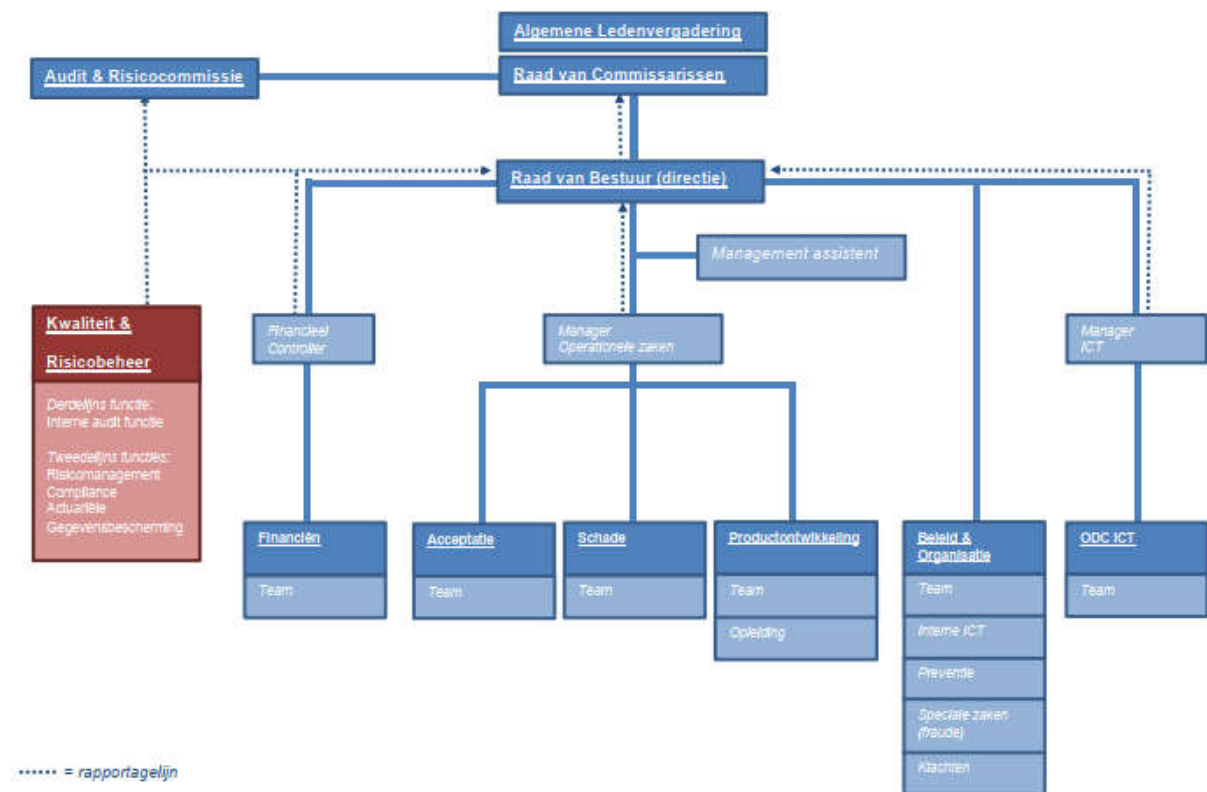 Algemene Ledenvergadering
Audit & Risicocommissie
Raad van Commissarissen
Raad van Bestuur (directie)
Management assistent
Kwaliteit &
Risicobeheer
Derdelijns functie:
Interne audit functie
Tweedelijns functies:
Risicomanagement
Compliance
Actuariële
Gegevensbescherming
Financieel
Controller
Manager
Operationele zaken
Manager
ICT
Financiën
Team
Acceptatie
Team
Schade
Team
Productontwikkeling
Team
Opleiding
Beleid &
Organisatie
Team
Interne ICT
Preventie
Speciale zaken
(fraude)
Klachten
ODC ICT
Team
= rapportagelijn